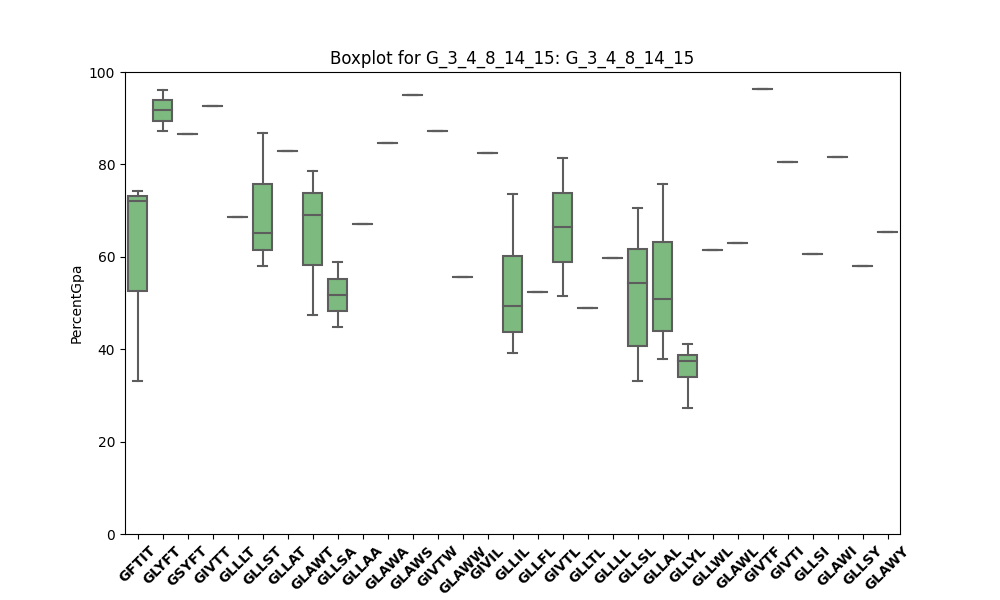 Boxplot for G_3_4_8_14_15: G_3_4_8_14_15
100
80
60
40
20
0
PercentGpa
GFTIT
GLYFT
GSYFT
GIVTT
GLLLT
GLLST
GLLAT
GLAWT
GLLSA
GLLAA
GLAWA
GLAWS
GIVTW
GLAWW
GIVIL
GLLIL
GLLFL
GIVTL
GLLTL
GLLLL
GLLSL
GLLAL
GLLYL
GLLWL
GLAWL
GIVTF
GIVTI
GLLSI
GLAWI
GLLSY
GLAWY